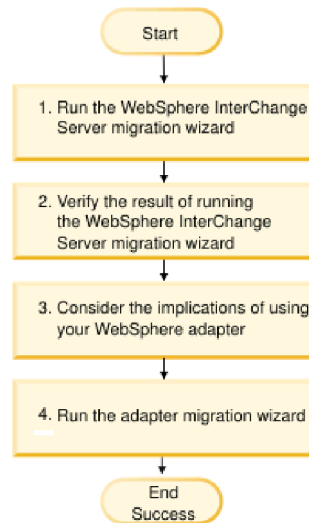 Start
1. Run the WebSphere InterChange
Server migration wizard
2. Verify the result of running
the WebSphere InterChange
Server migration wizard
3. Consider the implications of using
your WebSphere adapter
4. Run the adapter migration wizard
End
Success